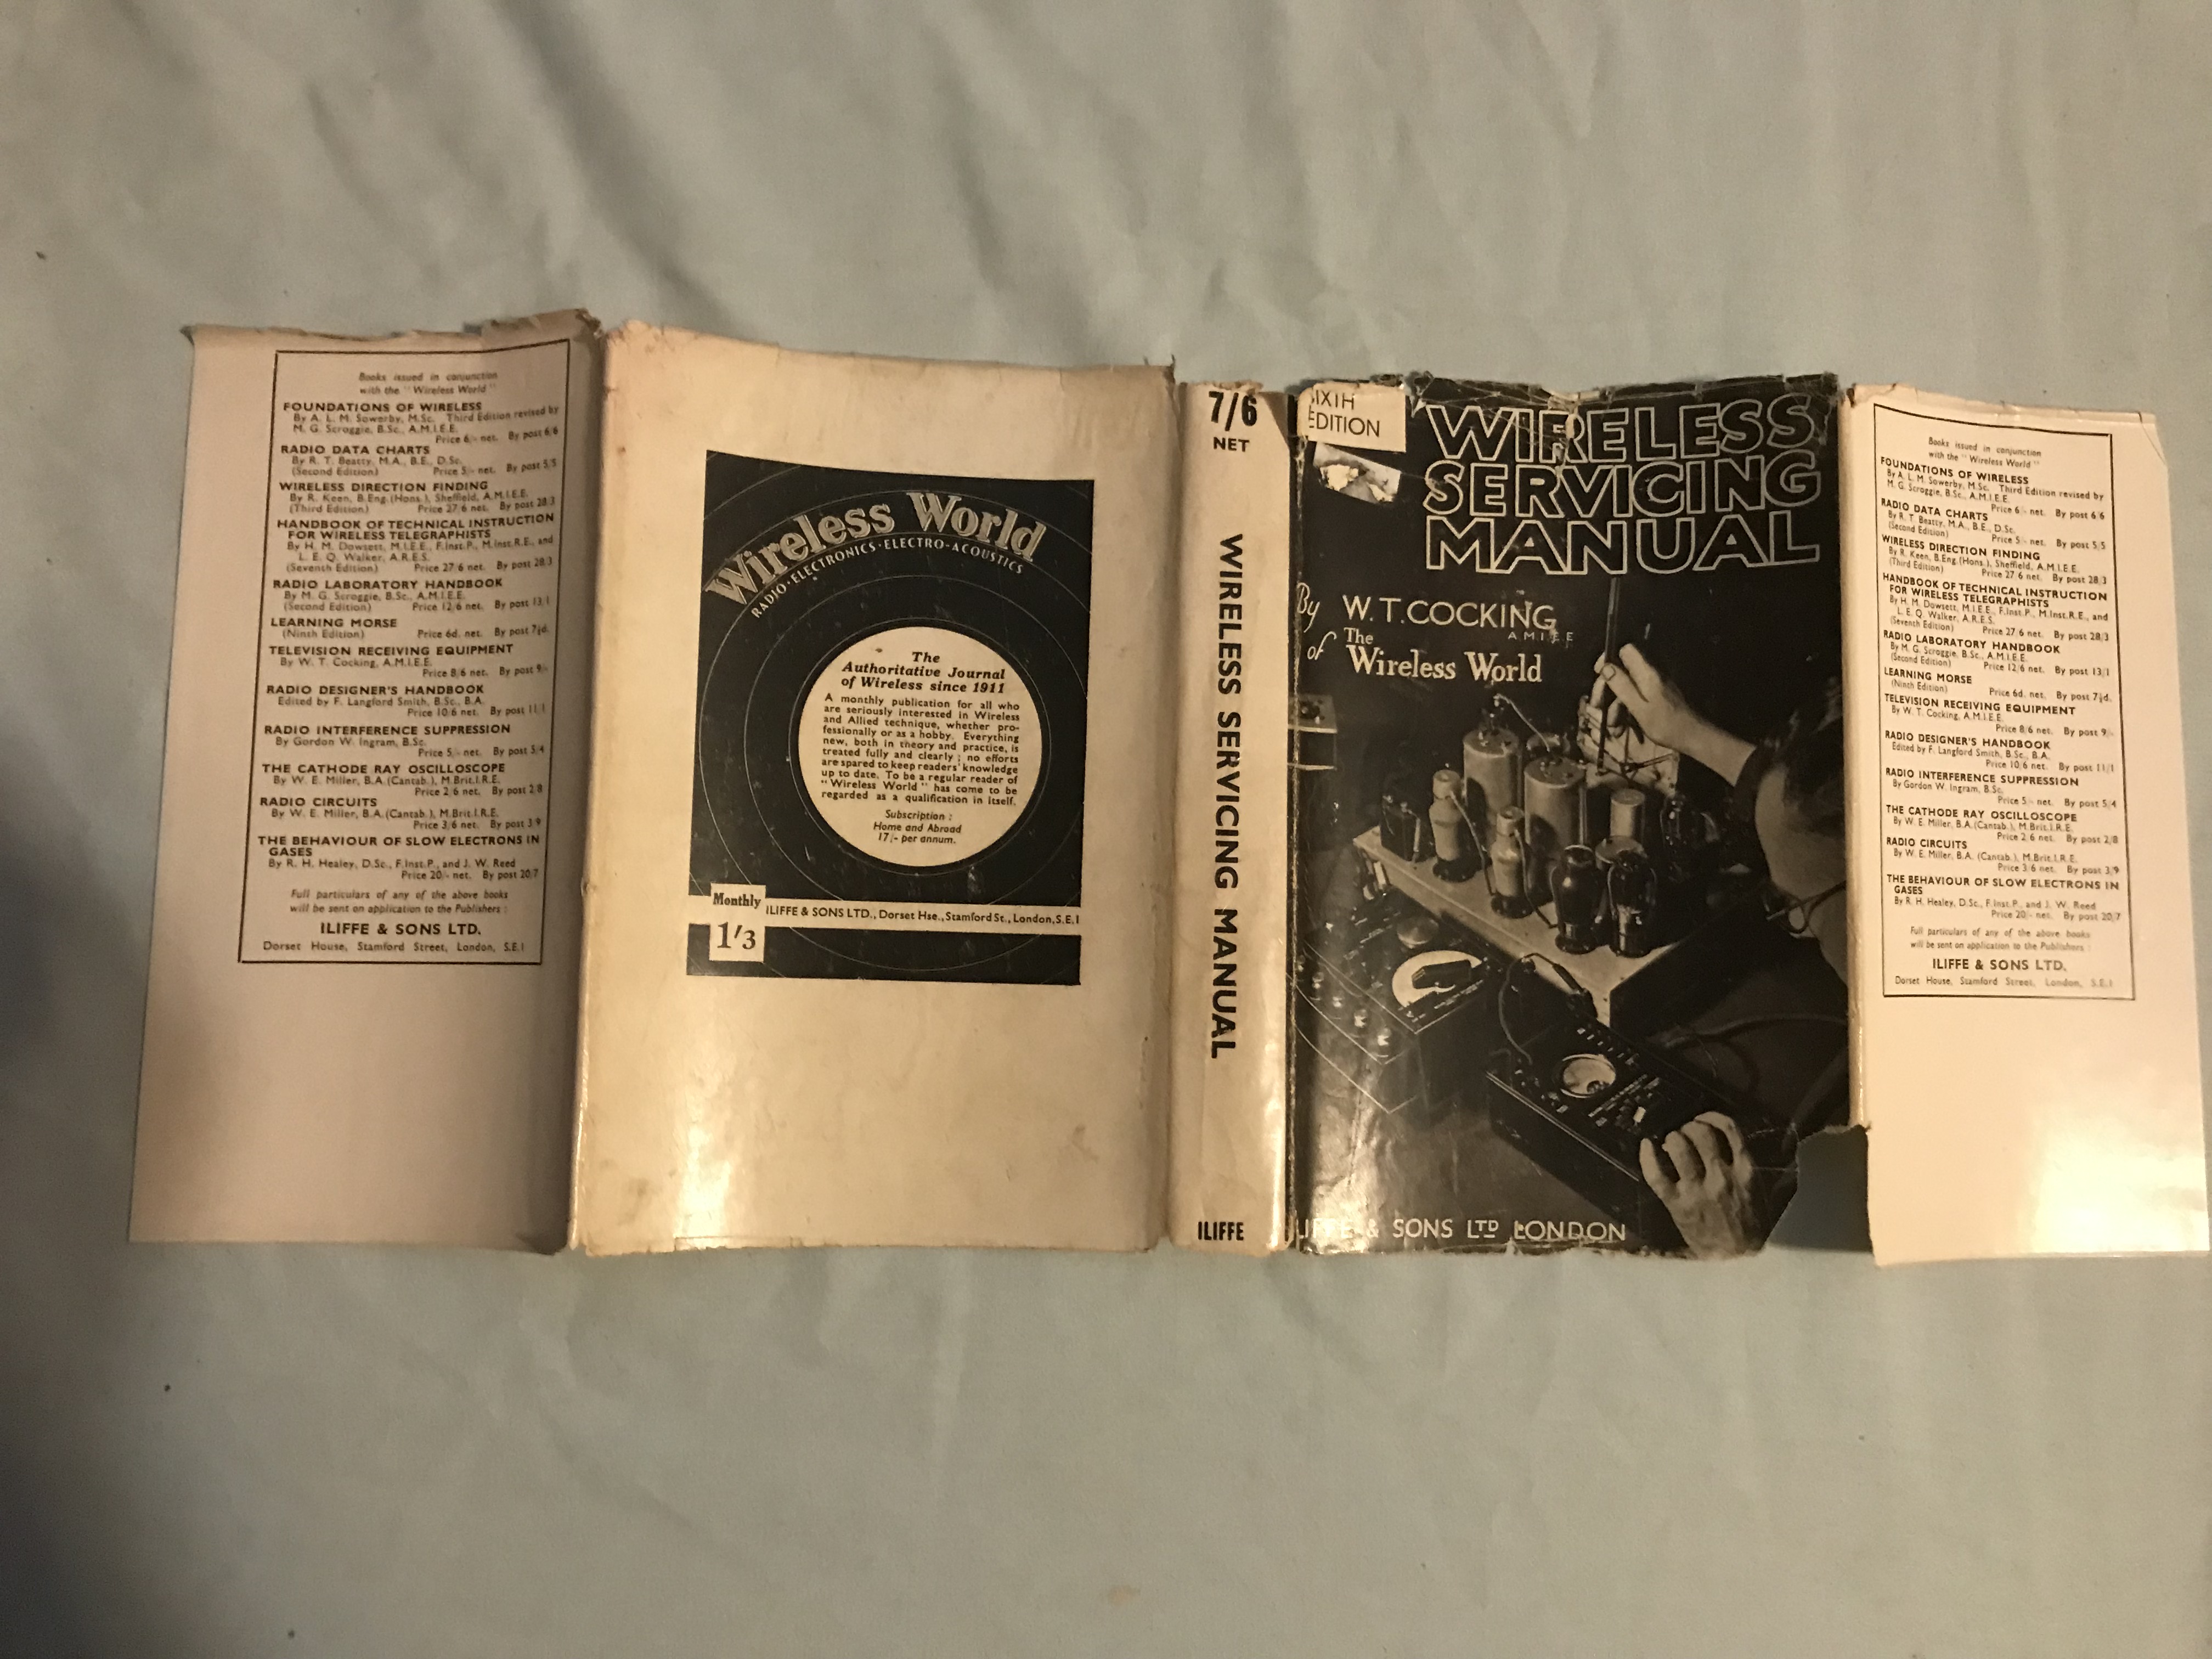 Books issued in conjunction
with the "Wireless World"
FOUNDATIONS OF WIRELESS
By A. L. M. Sowerby, M.Sc. Third Edition revised by
M. G. Scroggie, B.Sc., A.M.I.E.E.
Price 6/- net. By post 6/6
RADIO DATA CHARTS
By R. T. Beatty, M.A., B.E., D.Sc.
(Second Edition) Price 5/- net. By post 5/5
WIRELESS DIRECTION FINDING
By R. Keen, B.Eng.(Hons.), Sheffield, A.M.I.E.E.
(Third Edition) Price 27/6 net. By post 28/3
HANDBOOK OF TECHNICAL INSTRUCTION
FOR WIRELESS TELEGRAPHISTS
By H. M. Dowsett, M.I.E.E., F.Inst.P., M.Inst.R.E., and
L. E. Q. Walker, A.R.E.S.
(Seventh Edition) Price 27/6 net. By post 28/3
RADIO LABORATORY HANDBOOK
By M. G. Scroggie, B.Sc., A.M.I.E.E.
(Second Edition) Price 12/6 net. By post 13/1
LEARNING MORSE
(Ninth Edition) Price 6d. net. By post 7½d.
TELEVISION RECEIVING EQUIPMENT
By W. T. Cocking, A.M.I.E.E.
Price 8/6 net. By post 9/-
RADIO DESIGNER'S HANDBOOK
Edited by F. Langford Smith, B.Sc., B.A.
Price 10/6 net. By post 11/1
RADIO INTERFERENCE SUPPRESSION
By Gordon W. Ingram, B.Sc.
Price 5/- net. By post 5/4
THE CATHODE RAY OSCILLOSCOPE
By W. E. Miller, B.A.(Cantab.), M.Brit.I.R.E.
Price 2/6 net. By post 2/8
RADIO CIRCUITS
By W. E. Miller, B.A.(Cantab.), M.Brit.I.R.E.
Price 3/6 net. By post 3/9
THE BEHAVIOUR OF SLOW ELECTRONS IN
GASES
By R. H. Healey, D.Sc., F.Inst.P., and J. W. Reed
Price 20/- net. By post 20/7
Full particulars of any of the above books
will be sent on application to the Publishers :
ILIFFE & SONS LTD.
Dorset House, Stamford Street, London, S.E.1
Wireless World
RADIO · ELECTRONICS · ELECTRO-ACOUSTICS
The
Authoritative Journal
of Wireless since 1911
A monthly publication for all who
are seriously interested in Wireless
and Allied technique, whether pro-
fessionally or as a hobby. Everything
new, both in theory and practice, is
treated fully and clearly ; no efforts
are spared to keep readers' knowledge
up to date. To be a regular reader of
"Wireless World" has come to be
regarded as a qualification in itself.
Subscription :
Home and Abroad
17/- per annum.
Monthly
1'/3
ILIFFE & SONS LTD., Dorset Hse., Stamford St., London, S.E.1
7/6
NET
WIRELESS SERVICING MANUAL
ILIFFE
SIXTH
EDITION
WIRELESS
SERVICING
MANUAL
By W.T.COCKING
A.M.I.E.E
of The
Wireless World
ILIFFE & SONS LTD LONDON
Books issued in conjunction
with the "Wireless World"
FOUNDATIONS OF WIRELESS
By A. L. M. Sowerby, M.Sc. Third Edition revised by
M. G. Scroggie, B.Sc., A.M.I.E.E.
Price 6/- net. By post 6/6
RADIO DATA CHARTS
By R. T. Beatty, M.A., B.E., D.Sc.
(Second Edition) Price 5/- net. By post 5/5
WIRELESS DIRECTION FINDING
By R. Keen, B.Eng.(Hons.), Sheffield, A.M.I.E.E.
(Third Edition) Price 27/6 net. By post 28/3
HANDBOOK OF TECHNICAL INSTRUCTION
FOR WIRELESS TELEGRAPHISTS
By H. M. Dowsett, M.I.E.E., F.Inst.P., M.Inst.R.E., and
L. E. Q. Walker, A.R.E.S.
(Seventh Edition) Price 27/6 net. By post 28/3
RADIO LABORATORY HANDBOOK
By M. G. Scroggie, B.Sc., A.M.I.E.E.
(Second Edition) Price 12/6 net. By post 13/1
LEARNING MORSE
(Ninth Edition) Price 6d. net. By post 7½d.
TELEVISION RECEIVING EQUIPMENT
By W. T. Cocking, A.M.I.E.E.
Price 8/6 net. By post 9/-
RADIO DESIGNER'S HANDBOOK
Edited by F. Langford Smith, B.Sc., B.A.
Price 10/6 net. By post 11/1
RADIO INTERFERENCE SUPPRESSION
By Gordon W. Ingram, B.Sc.
Price 5/- net. By post 5/4
THE CATHODE RAY OSCILLOSCOPE
By W. E. Miller, B.A.(Cantab.), M.Brit.I.R.E.
Price 2/6 net. By post 2/8
RADIO CIRCUITS
By W. E. Miller, B.A. (Cantab.), M.Brit.I.R.E.
Price 3/6 net. By post 3/9
THE BEHAVIOUR OF SLOW ELECTRONS IN
GASES
By R. H. Healey, D.Sc., F.Inst.P., and J. W. Reed
Price 20/- net. By post 20/7
Full particulars of any of the above books
will be sent on application to the Publishers :
ILIFFE & SONS LTD.
Dorset House, Stamford Street, London, S.E.1